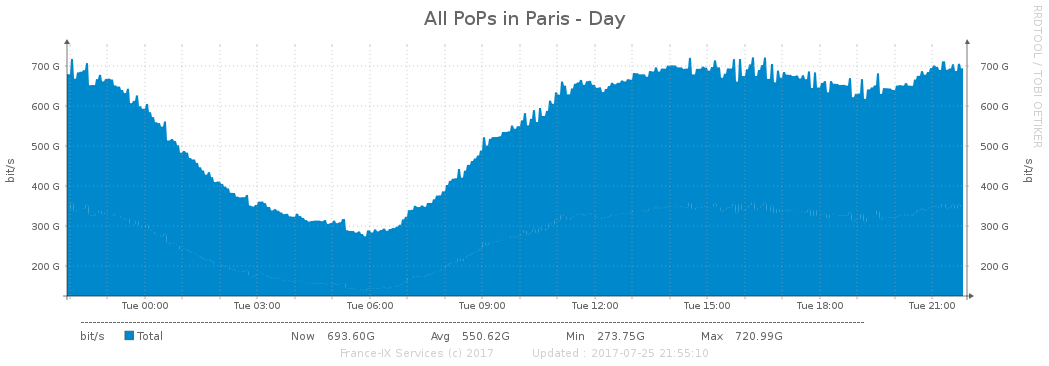 All PoPs in Paris - Day
RRDTOOL / TOBI OETIKER
700 G 700 G
600 G 600 G
500 G 500 G
400 G 400 G
300 G 300 G
200 G 200 G
bit/s bit/s
Tue 00:00 Tue 03:00 Tue 06:00 Tue 09:00 Tue 12:00 Tue 15:00 Tue 18:00 Tue 21:00
bit/s Total Now 693.60G Avg 550.62G Min 273.75G Max 720.99G
France-IX Services (c) 2017 Updated : 2017-07-25 21:55:10